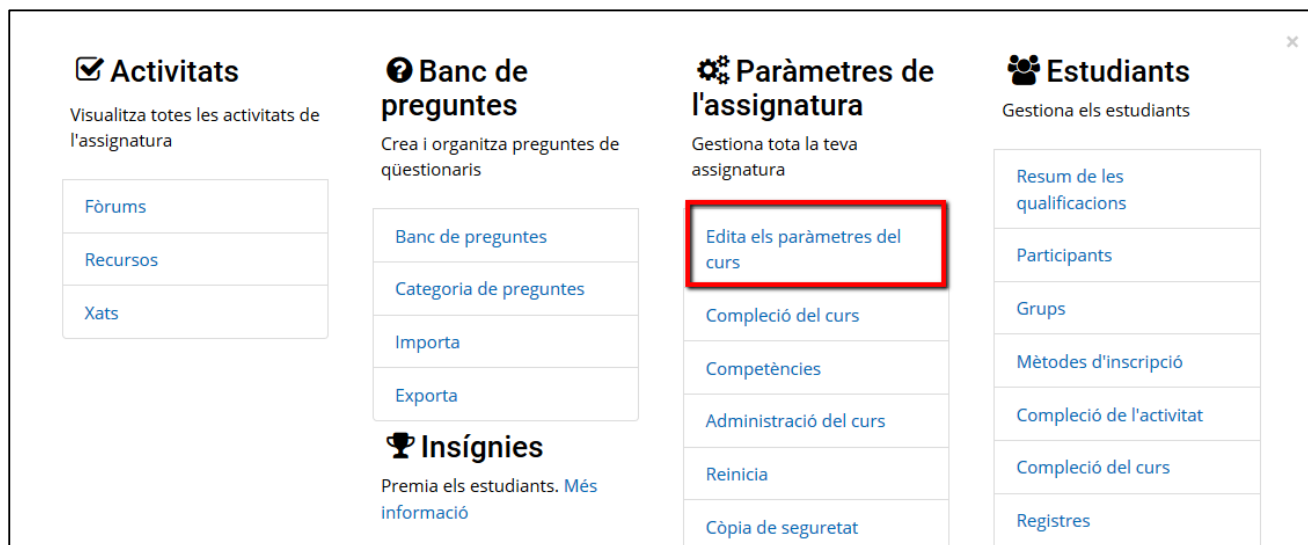 Activitats
Visualitza totes les activitats de
l'assignatura
Fòrums
Recursos
Xats
Banc de
preguntes
Crea i organitza preguntes de
qüestionaris
Banc de preguntes
Categoria de preguntes
Importa
Exporta
Insígnies
Premia els estudiants. Més
informació
Paràmetres de
l'assignatura
Gestiona tota la teva
assignatura
Edita els paràmetres del
curs
Compleció del curs
Competències
Administració del curs
Reinicia
Còpia de seguretat
Estudiants
Gestiona els estudiants
Resum de les
qualificacions
Participants
Grups
Mètodes d'inscripció
Compleció de l'activitat
Compleció del curs
Registres